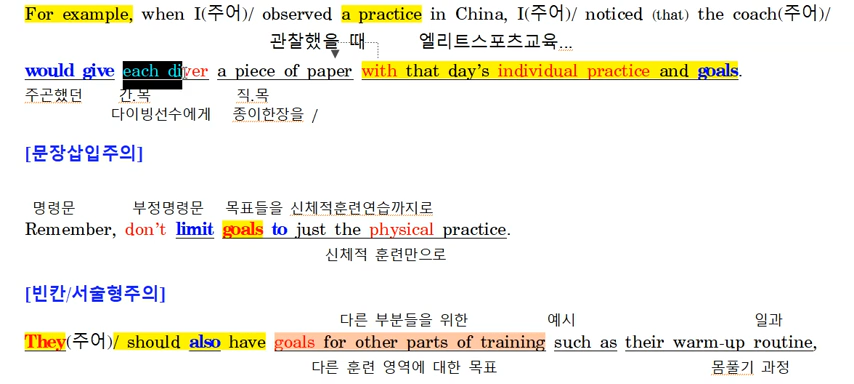 For example, when I(주어)/ observed a practice in China, I(주어)/ noticed (that) the coach(주어)/
관찰했을 때 엘리트스포츠교육...
would give each diver a piece of paper with that day's individual practice and goals.
주곤했던 간.목 직.목
다이빙선수에게 종이한장을 /
[문장삽입주의]
명령문 부정명령문 목표들을 신체적훈련연습까지로
Remember, don't limit goals to just the physical practice.
신체적 훈련만으로
[빈칸/서술형주의]
다른 부분들을 위한 예시 일과
They(주어)/ should also have goals for other parts of training such as their warm-up routine,
다른 훈련 영역에 대한 목표 몸풀기 과정